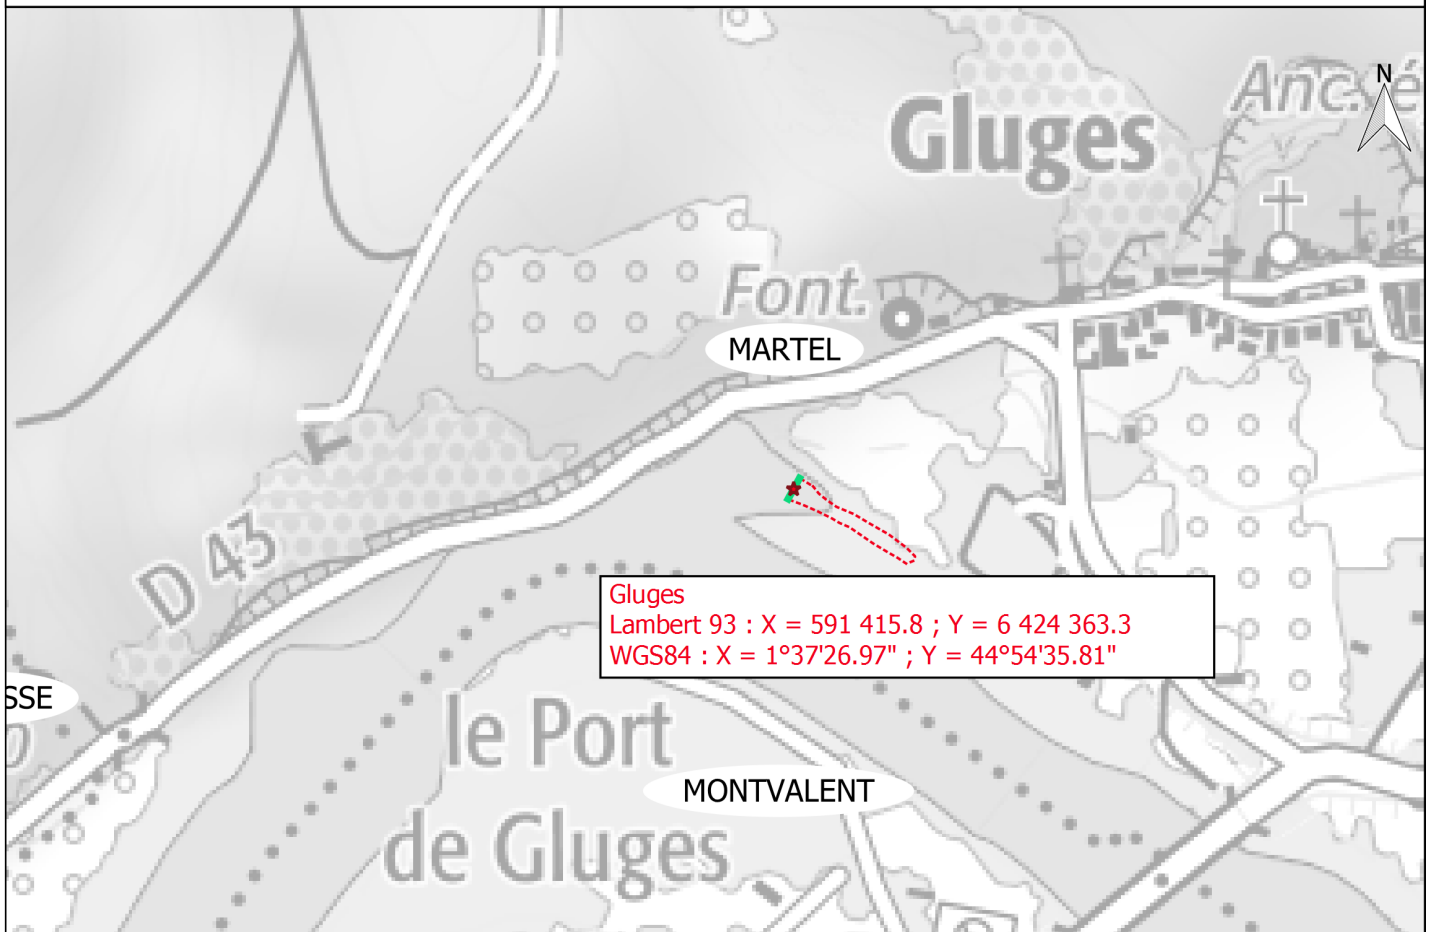 Anc. é
N
Gluges
Font.
MARTEL
D 43
Gluges
Lambert 93 : X = 591 415.8 ; Y = 6 424 363.3
WGS84 : X = 1°37'26.97" ; Y = 44°54'35.81"
SSE
le Port
MONTVALENT
de Gluges